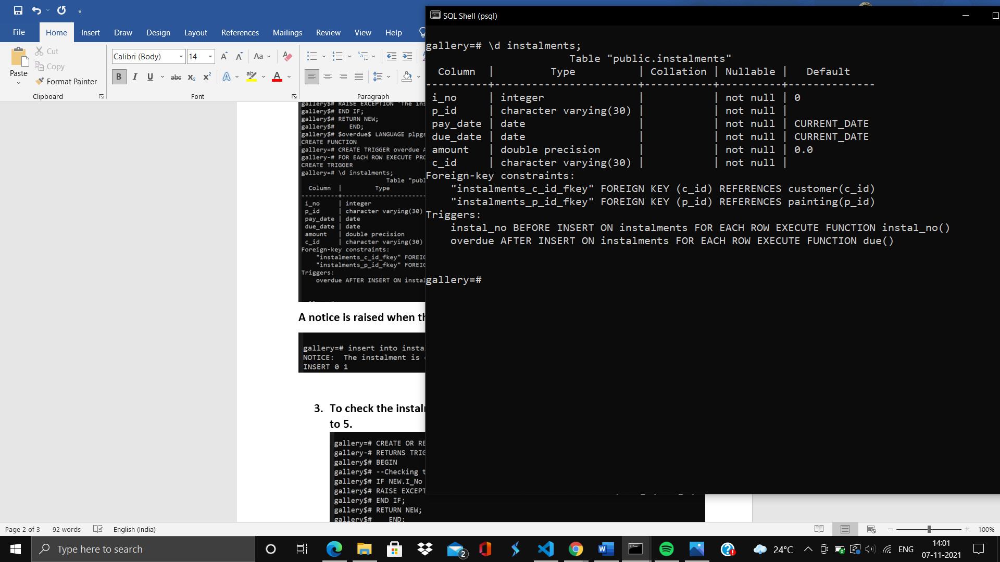 File Home Insert Draw Design Layout References Mailings Review View Help
Paste
Cut
Copy
Format Painter
Clipboard
Calibri (Body) 14
Font
Paragraph
gallery$# RAISE EXCEPTION 'The ins
gallery$# END IF;
gallery$# RETURN NEW;
gallery$#    END;
gallery$# $overdue$ LANGUAGE plpgs
CREATE FUNCTION
gallery=# CREATE TRIGGER overdue A
gallery-# FOR EACH ROW EXECUTE PRO
CREATE TRIGGER
gallery=# \d instalments;
Table "publ
Column | Type
----------+----------------------
i_no | integer
p_id | character varying(30)
pay_date | date
due_date | date
amount | double precision
c_id | character varying(30)
Foreign-key constraints:
"instalments_c_id_fkey" FOREIG
"instalments_p_id_fkey" FOREIG
Triggers:
overdue AFTER INSERT ON instal
A notice is raised when th
gallery=# insert into insta
NOTICE:  The instalment is
INSERT 0 1
3. To check the instal
to 5.
gallery=# CREATE OR RE
gallery-# RETURNS TRIG
gallery$# BEGIN
gallery$# --Checking t
gallery$# IF NEW.I_No
gallery$# RAISE EXCEPT
gallery$# END IF;
gallery$# RETURN NEW;
gallery$#    END;
SQL Shell (psql)
gallery=# \d instalments;
Table "public.instalments"
Column | Type | Collation | Nullable | Default
----------+-----------------------+-----------+----------+--------------
i_no | integer | | not null | 0
p_id | character varying(30) | | not null |
pay_date | date | | not null | CURRENT_DATE
due_date | date | | not null | CURRENT_DATE
amount | double precision | | not null | 0.0
c_id | character varying(30) | | not null |
Foreign-key constraints:
"instalments_c_id_fkey" FOREIGN KEY (c_id) REFERENCES customer(c_id)
"instalments_p_id_fkey" FOREIGN KEY (p_id) REFERENCES painting(p_id)
Triggers:
instal_no BEFORE INSERT ON instalments FOR EACH ROW EXECUTE FUNCTION instal_no()
overdue AFTER INSERT ON instalments FOR EACH ROW EXECUTE FUNCTION due()
gallery=#
Page 2 of 3 92 words English (India) 100%
Type here to search
2
24°C
ENG
14:01
07-11-2021